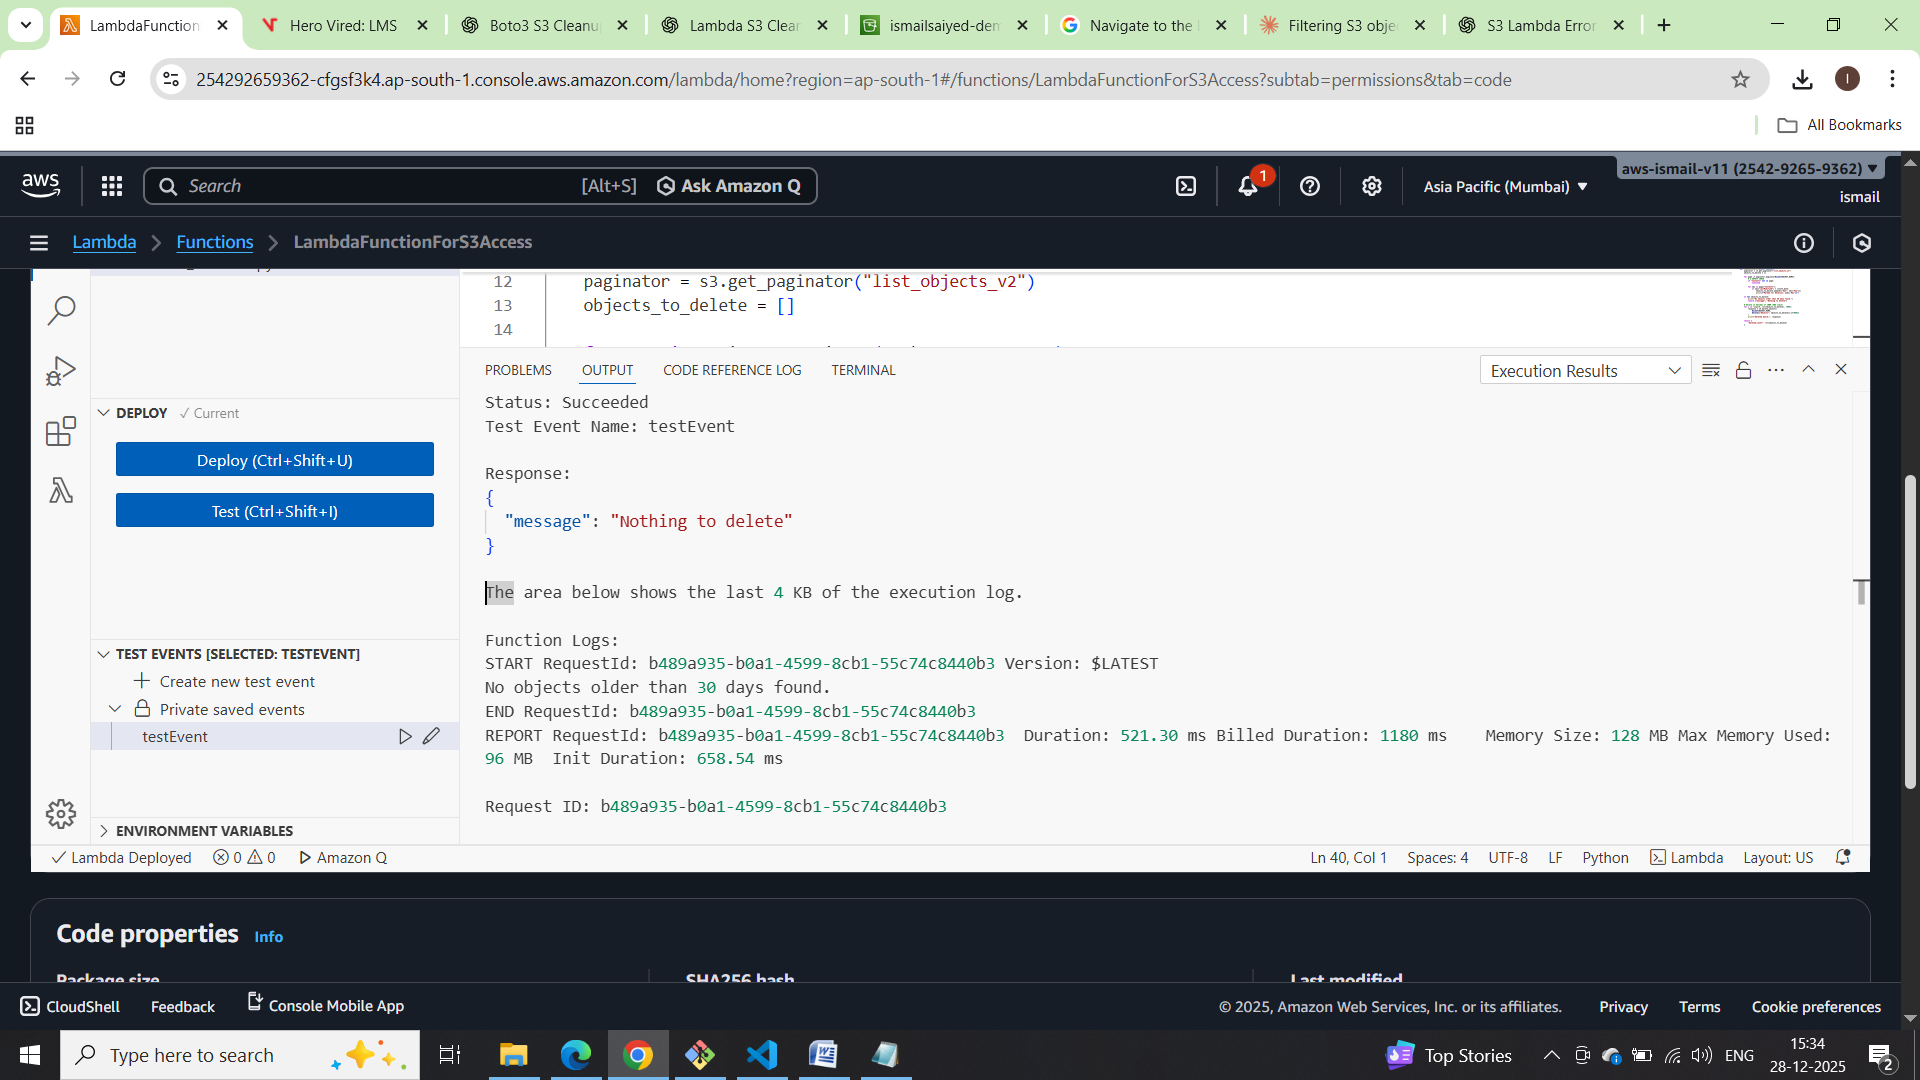 LambdaFunction
Hero Vired: LMS
Boto3 S3 Cleanu
Lambda S3 Clear
ismailsaiyed-dem
Navigate to the
Filtering S3 obje
S3 Lambda Error
254292659362-cfgsf3k4.ap-south-1.console.aws.amazon.com/lambda/home?region=ap-south-1#/functions/LambdaFunctionForS3Access?subtab=permissions&tab=code
I
All Bookmarks
aws
Search
[Alt+S]
Ask Amazon Q
1
Asia Pacific (Mumbai)
aws-ismail-v11 (2542-9265-9362)
ismail
Lambda
Functions
LambdaFunctionForS3Access
12 paginator = s3.get_paginator("list_objects_v2")
13 objects_to_delete = []
14
PROBLEMS
OUTPUT
CODE REFERENCE LOG
TERMINAL
Execution Results
DEPLOY
Current
Deploy (Ctrl+Shift+U)
Test (Ctrl+Shift+I)
Status: Succeeded
Test Event Name: testEvent
Response:
{
"message": "Nothing to delete"
}
The area below shows the last 4 KB of the execution log.
Function Logs:
START RequestId: b489a935-b0a1-4599-8cb1-55c74c8440b3 Version: $LATEST
No objects older than 30 days found.
END RequestId: b489a935-b0a1-4599-8cb1-55c74c8440b3
REPORT RequestId: b489a935-b0a1-4599-8cb1-55c74c8440b3 Duration: 521.30 ms Billed Duration: 1180 ms Memory Size: 128 MB Max Memory Used:
96 MB Init Duration: 658.54 ms
Request ID: b489a935-b0a1-4599-8cb1-55c74c8440b3
TEST EVENTS [SELECTED: TESTEVENT]
Create new test event
Private saved events
testEvent
ENVIRONMENT VARIABLES
Lambda Deployed
0
0
Amazon Q
Ln 40, Col 1
Spaces: 4
UTF-8
LF
Python
Lambda
Layout: US
Code properties
Info
Package size
SHA256 hash
Last modified
CloudShell
Feedback
Console Mobile App
© 2025, Amazon Web Services, Inc. or its affiliates.
Privacy
Terms
Cookie preferences
Type here to search
Top Stories
ENG
15:34
28-12-2025
2